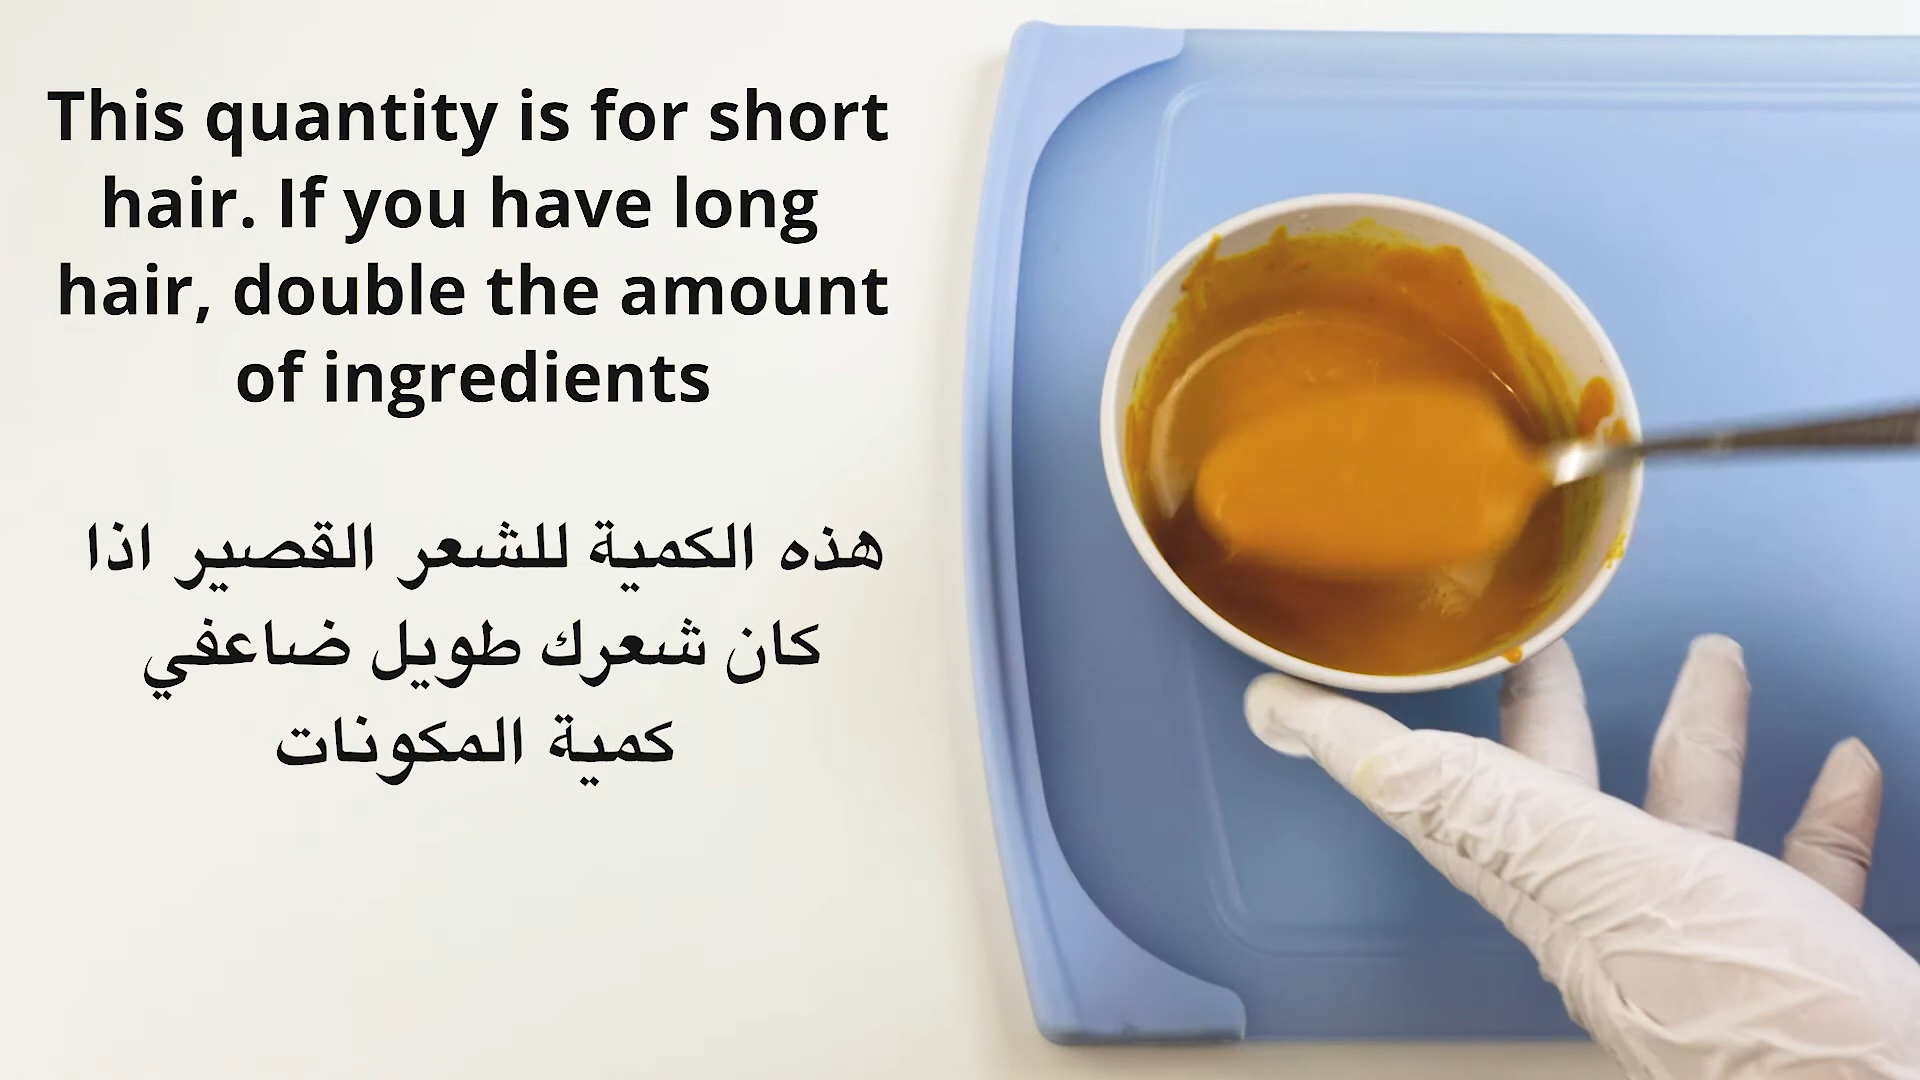 This quantity is for short
hair. If you have long
hair, double the amount
of ingredients
هذه الكمية للشعر القصير اذا
كان شعرك طويل ضاعفي
كمية المكونات